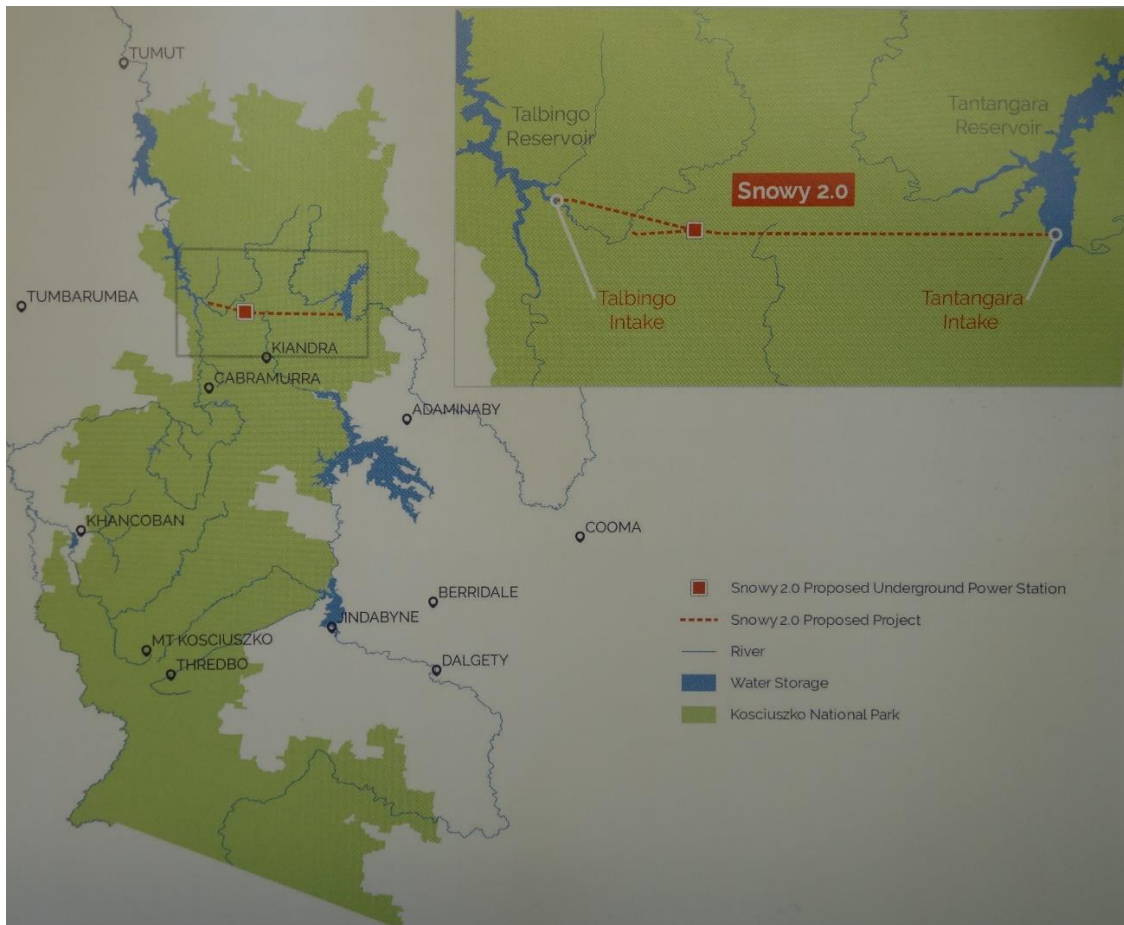 TUMUT
Talbingo
Reservoir
Tantangara
Reservoir
Snowy 2.0
Talbingo
Intake
Tantangara
Intake
TUMBARUMBA
KIANDRA
CABRAMURRA
ADAMINABY
KHANCOBAN
COOMA
BERRIDALE
JINDABYNE
MT KOSCIUSZKO
THREDBO
DALGETY
Snowy 2.0 Proposed Underground Power Station
Snowy 2.0 Proposed Project
River
Water Storage
Kosciuszko National Park